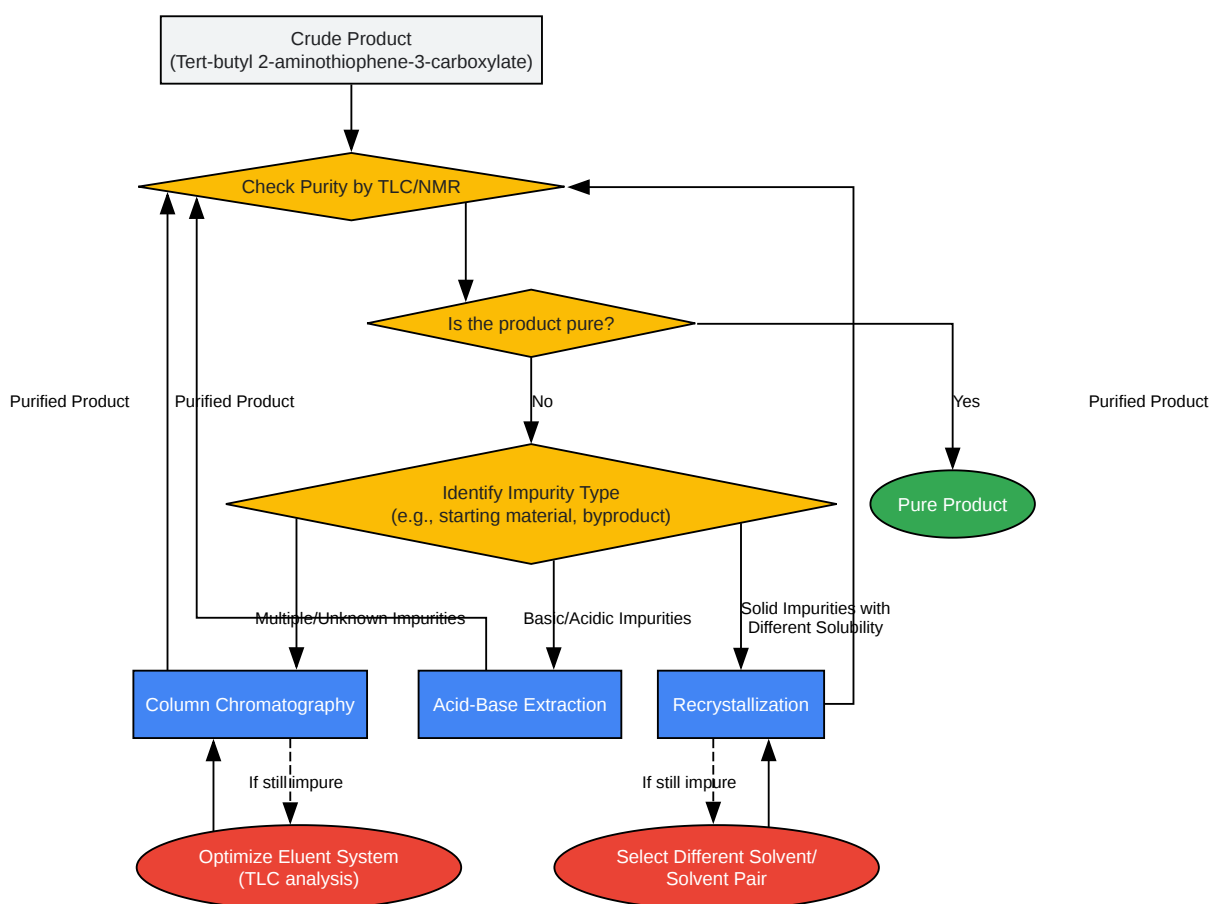 Crude Product
(Tert-butyl 2-aminothiophene-3-carboxylate)
Check Purity by TLC/NMR
Is the product pure?
Purified Product
Purified Product
No
Yes
Purified Product
Identify Impurity Type
(e.g., starting material, byproduct)
Pure Product
Multiple/Unknown Impurities
Basic/Acidic Impurities
Solid Impurities with
Different Solubility
Column Chromatography
Acid-Base Extraction
Recrystallization
If still impure
If still impure
Optimize Eluent System
(TLC analysis)
Select Different Solvent/
Solvent Pair